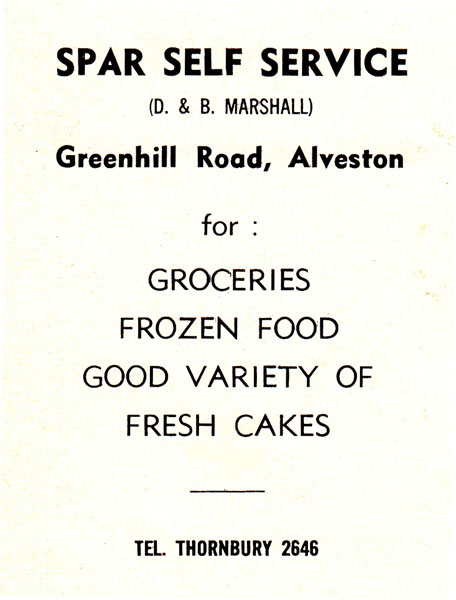 SPAR SELF SERVICE
(D. & B. MARSHALL)
Greenhill Road, Alveston
for :
GROCERIES
FROZEN FOOD
GOOD VARIETY OF
FRESH CAKES
TEL. THORNBURY 2646